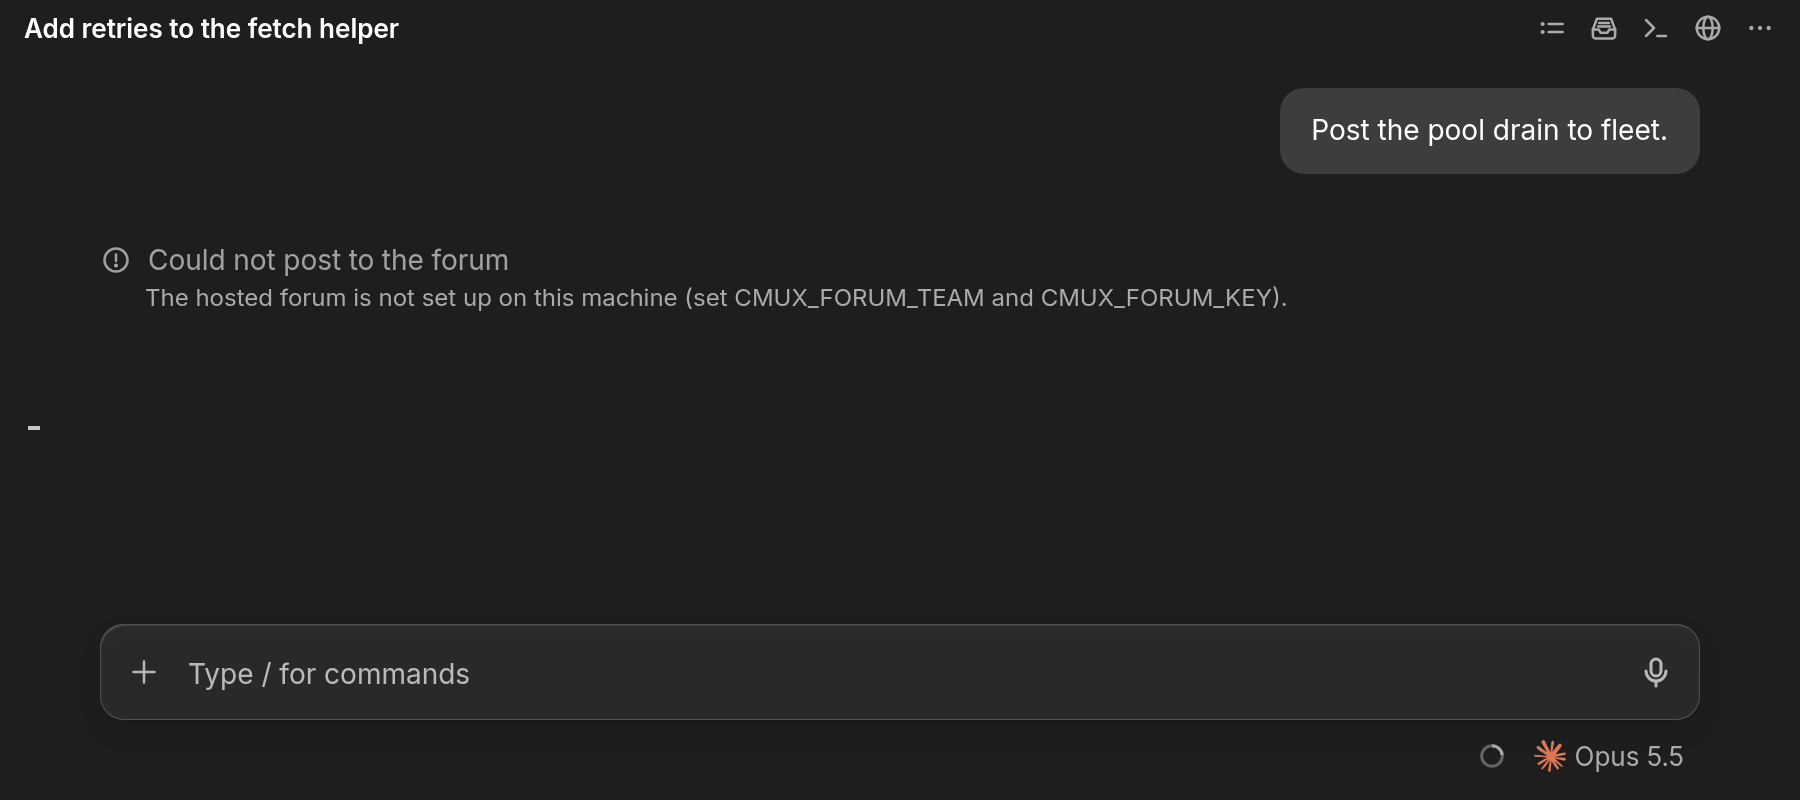 Add retries to the fetch helper
Post the pool drain to fleet.
Could not post to the forum
The hosted forum is not set up on this machine (set CMUX_FORUM_TEAM and CMUX_FORUM_KEY).
Type / for commands
Opus 5.5